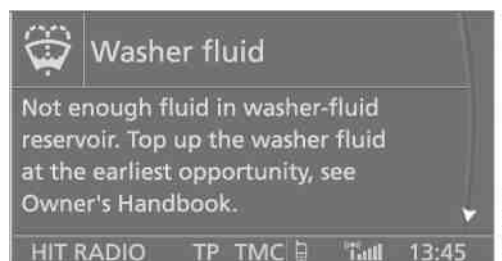 Washer fluid
Not enough fluid in washer-fluid
reservoir. Top up the washer fluid
at the earliest opportunity, see
Owner's Handbook.
HIT RADIO TP TMC 13:45